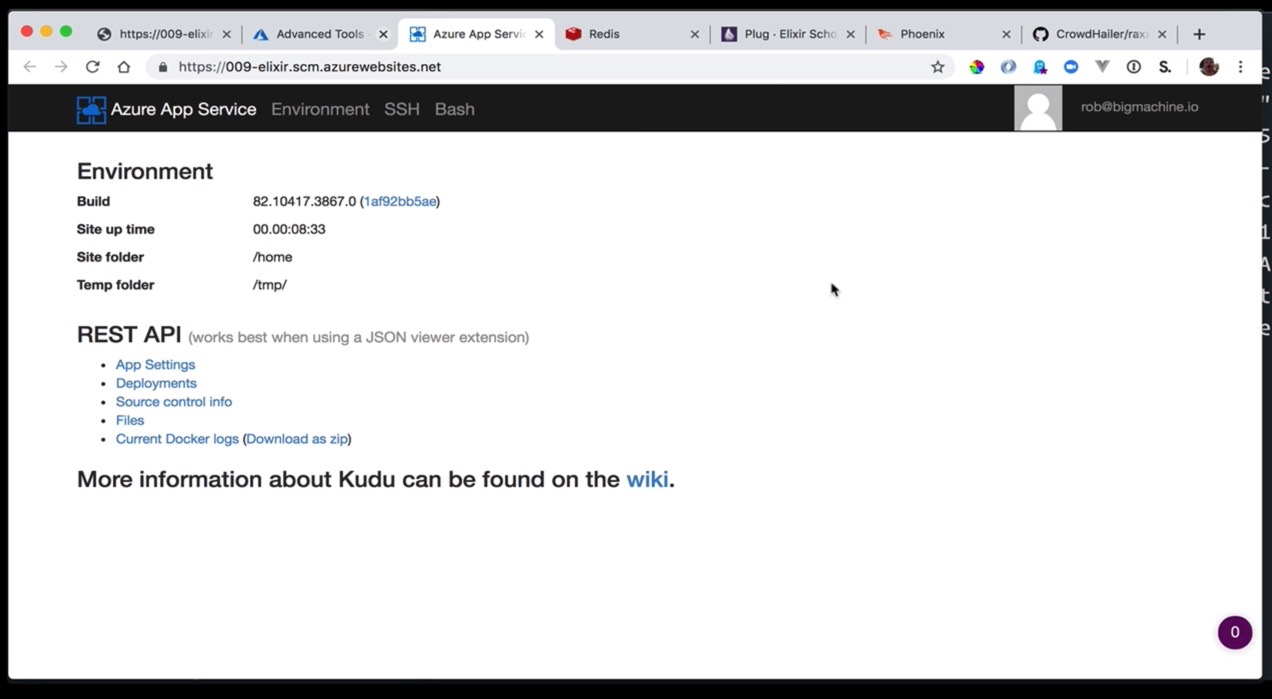 https://009-elixir
Advanced Tools
Azure App Servic
Redis
Plug · Elixir Scho
Phoenix
CrowdHailer/raxx
https://009-elixir.scm.azurewebsites.net
S.
Azure App Service Environment SSH Bash
rob@bigmachine.io
Environment
Build 82.10417.3867.0 (1af92bb5ae)
Site up time 00.00:08:33
Site folder /home
Temp folder /tmp/
REST API (works best when using a JSON viewer extension)
App Settings
Deployments
Source control info
Files
Current Docker logs (Download as zip)
More information about Kudu can be found on the wiki.
0